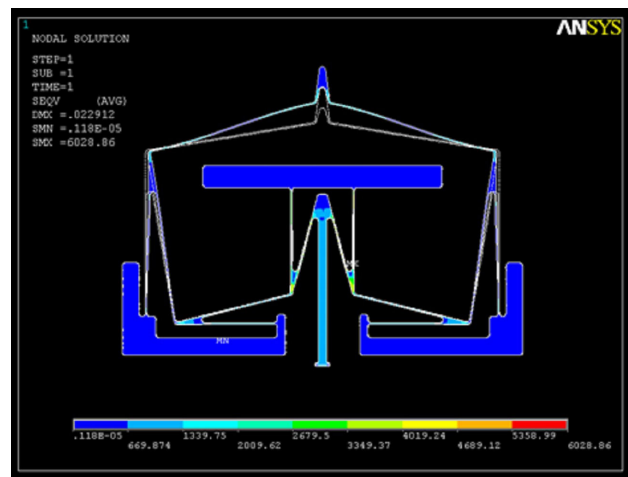 1
ANSYS
NODAL SOLUTION
STEP=1
SUB =1
TIME=1
SEQV (AVG)
DMX =.022912
SMN =.118E-05
SMX =6028.86
MX
MN
.118E-05 1339.75 2679.5 4019.24 5358.99
669.874 2009.62 3349.37 4689.12 6028.86